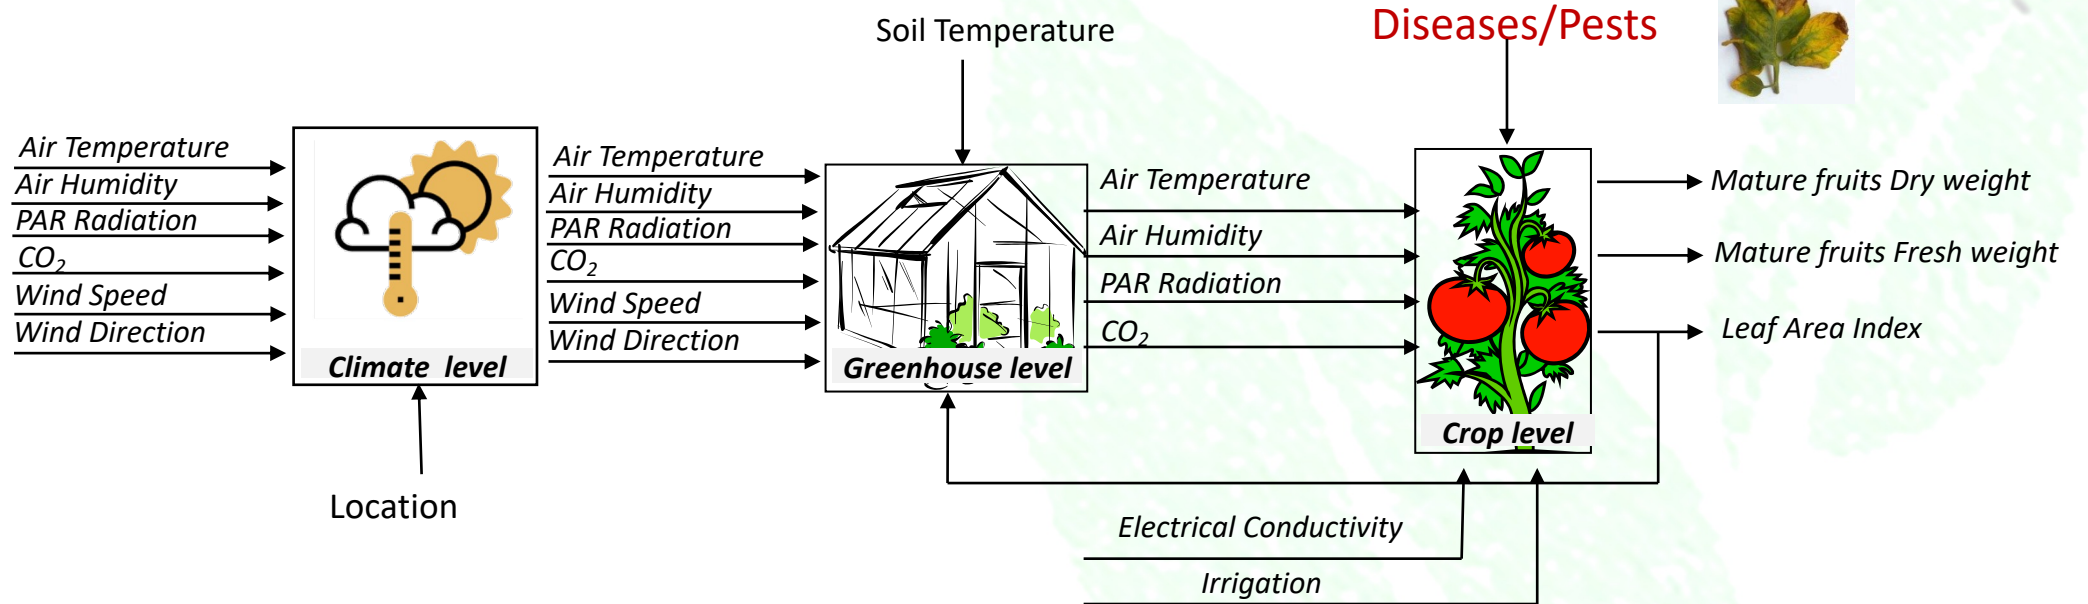 Soil Temperature
Diseases/Pests
Air Temperature
Air Humidity
PAR Radiation
CO₂
Wind Speed
Wind Direction
Climate level
Location
Air Temperature
Air Humidity
PAR Radiation
CO₂
Wind Speed
Wind Direction
Greenhouse level
Air Temperature
Air Humidity
PAR Radiation
CO₂
Crop level
Mature fruits Dry weight
Mature fruits Fresh weight
Leaf Area Index
Electrical Conductivity
Irrigation